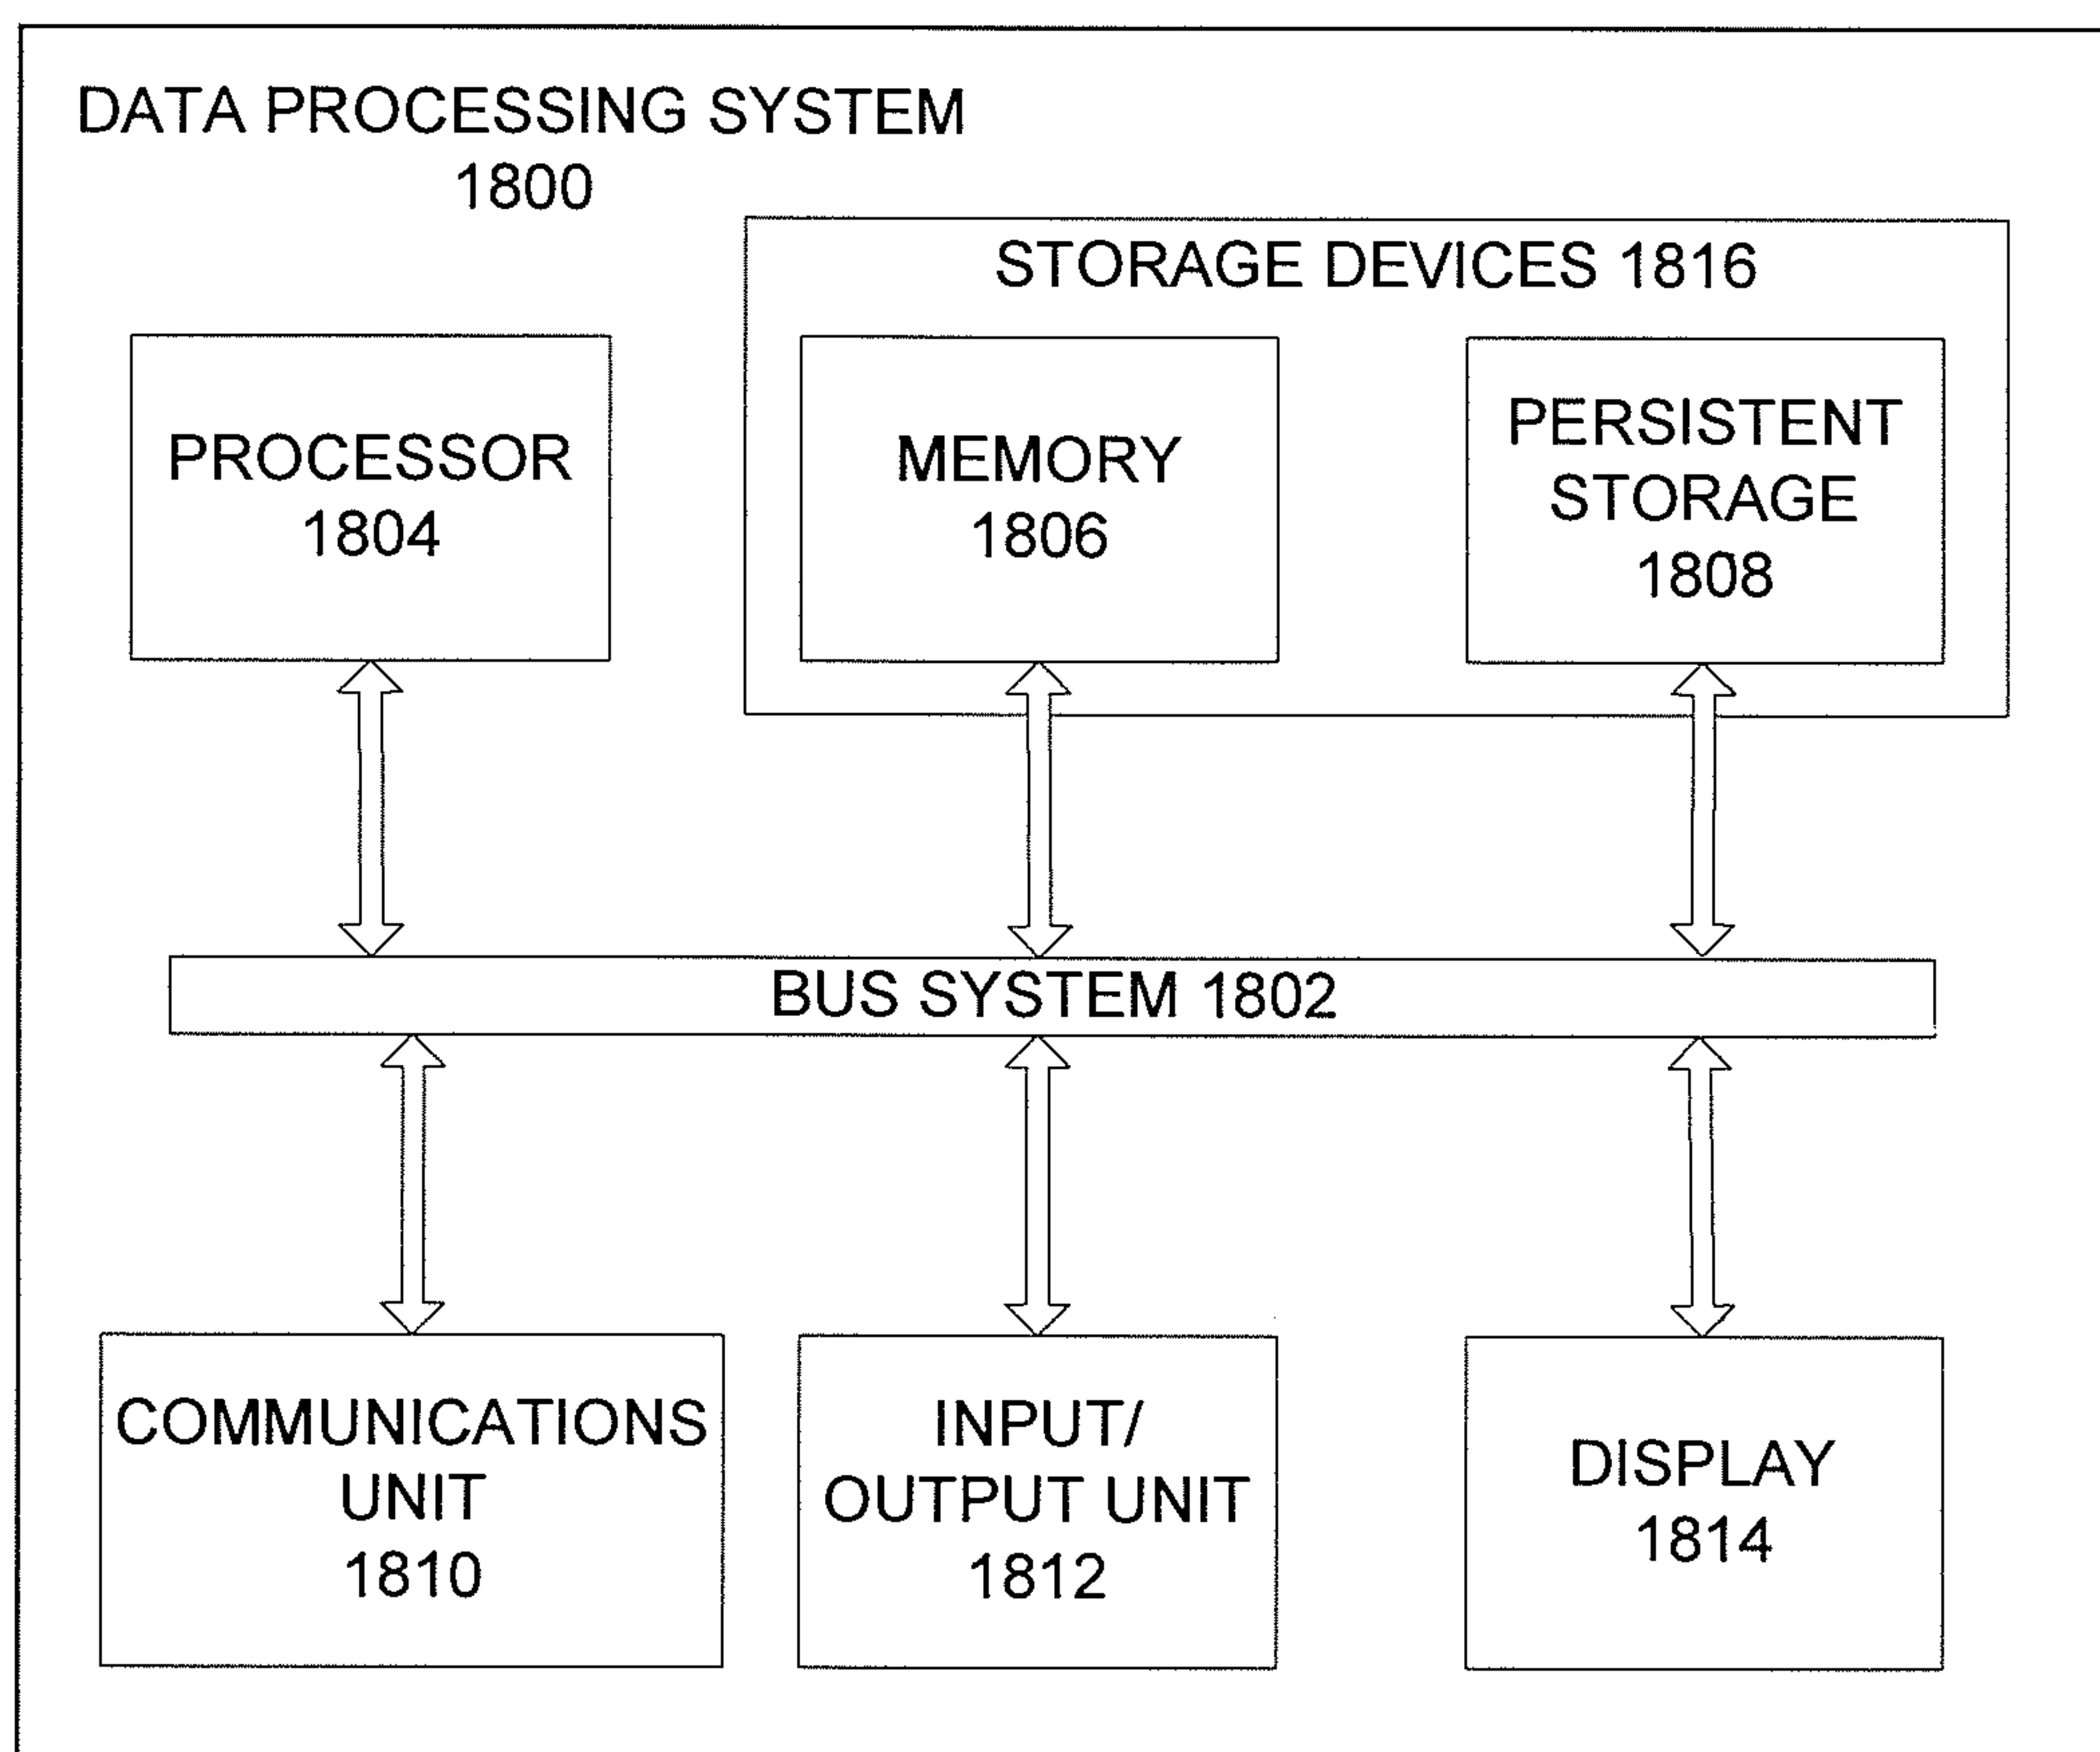 DATA PROCESSING SYSTEM
1800
STORAGE DEVICES 1816
PROCESSOR
1804
MEMORY
1806
PERSISTENT
STORAGE
1808
BUS SYSTEM 1802
COMMUNICATIONS
UNIT
1810
INPUT/
OUTPUT UNIT
1812
DISPLAY
1814